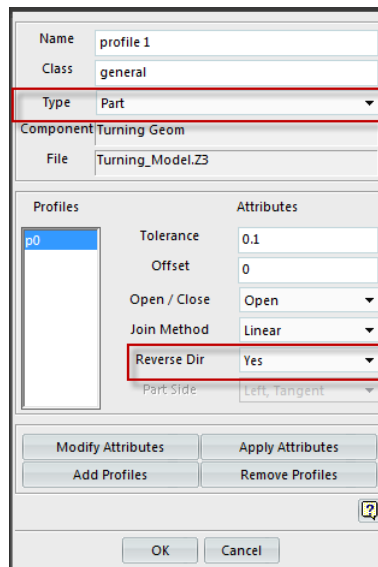 Name profile 1
Class general
Type Part
Component Turning Geom
File Turning_Model.Z3
Profiles Attributes
p0
Tolerance 0.1
Offset 0
Open / Close Open
Join Method Linear
Reverse Dir Yes
Part Side Left, Tangent
Modify Attributes Apply Attributes
Add Profiles Remove Profiles
?
OK Cancel